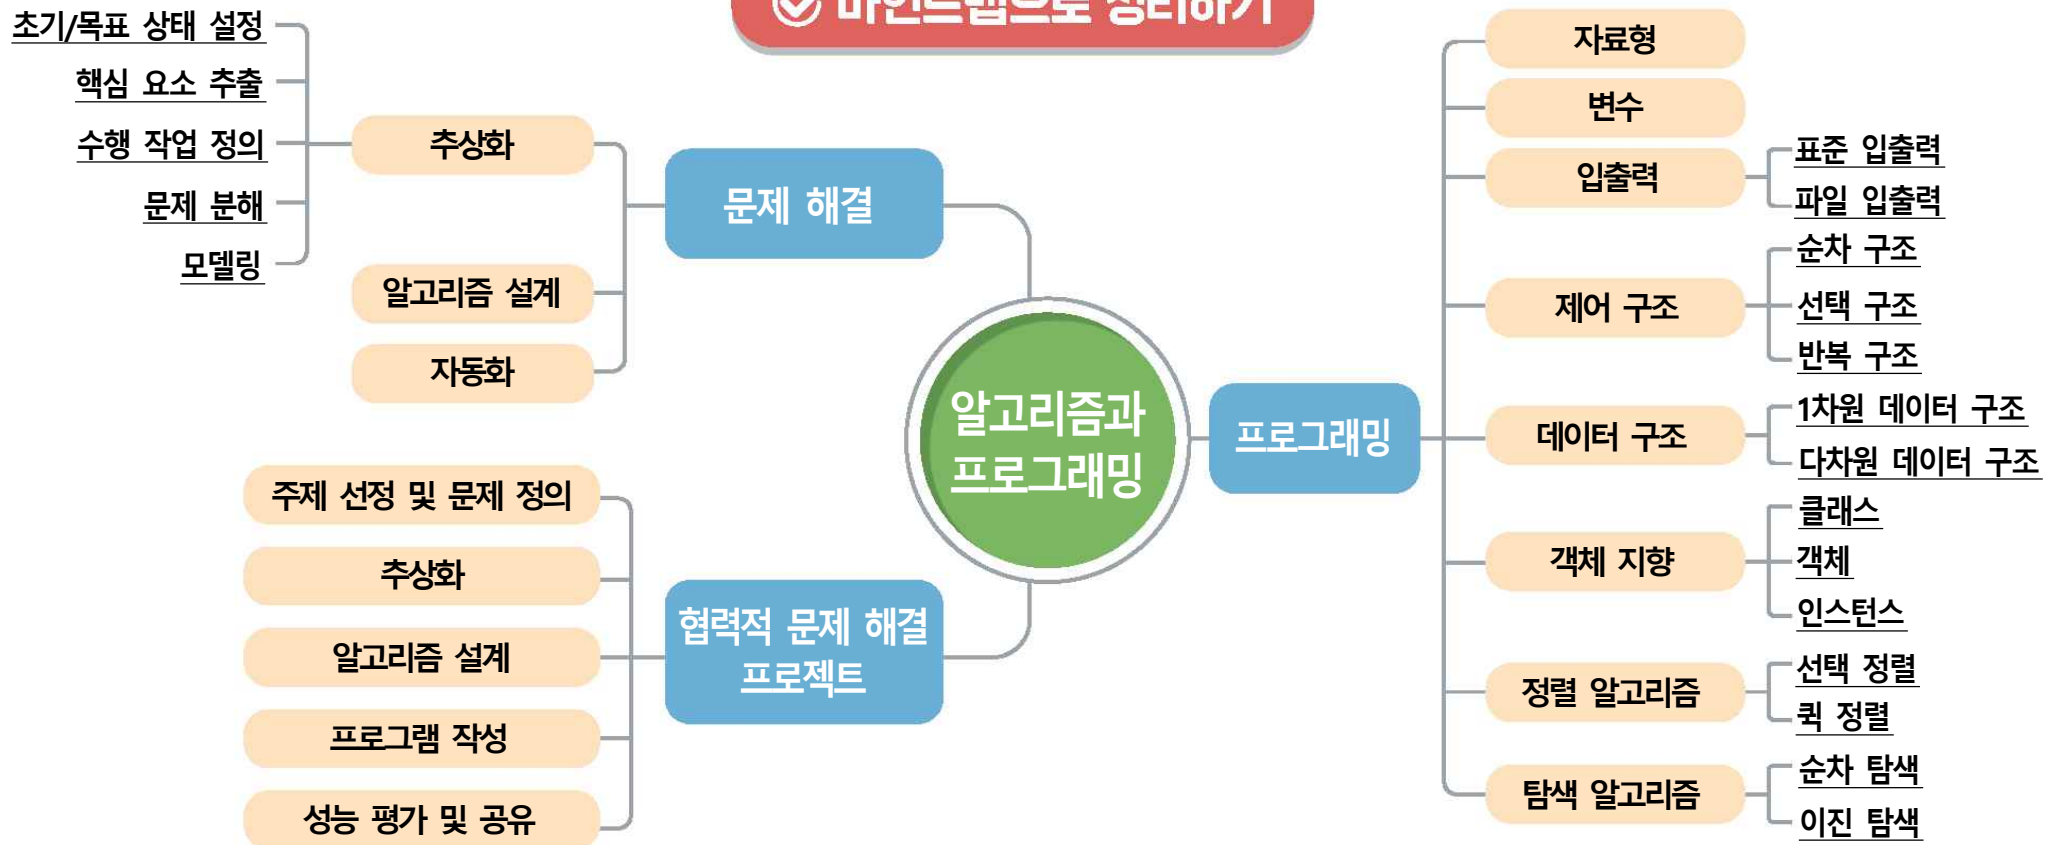 마인드맵으로 정리하기
초기/목표 상태 설정
핵심 요소 추출
수행 작업 정의
문제 분해
모델링
추상화
알고리즘 설계
자동화
문제 해결
주제 선정 및 문제 정의
추상화
알고리즘 설계
프로그램 작성
성능 평가 및 공유
협력적 문제 해결
프로젝트
알고리즘과
프로그래밍
프로그래밍
자료형
변수
입출력
표준 입출력
파일 입출력
제어 구조
순차 구조
선택 구조
반복 구조
데이터 구조
1차원 데이터 구조
다차원 데이터 구조
객체 지향
클래스
객체
인스턴스
정렬 알고리즘
선택 정렬
퀵 정렬
탐색 알고리즘
순차 탐색
이진 탐색